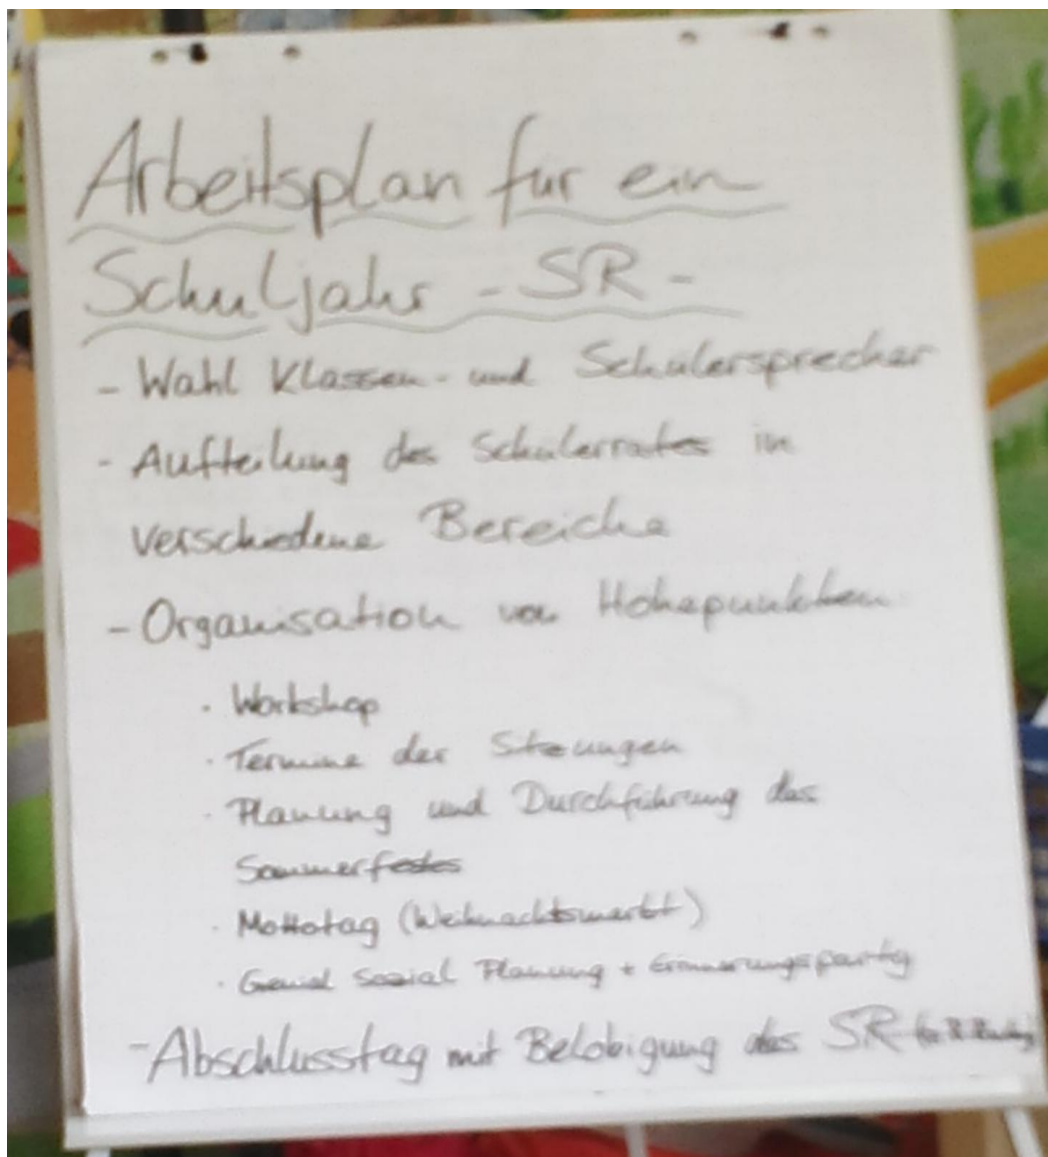 Arbeitsplan für ein
Schuljahr - SR -
- Wahl Klassen- und Schülersprecher
- Aufteilung des Schülerrates in
verschiedene Bereiche
- Organisation von Höhepunkten
· Workshop
· Termine der Sitzungen
· Planung und Durchführung des
Sommerfestes
· Mottotag (Weihnachtsmarkt)
· Genial Sozial Planung + Erinnerungsparty
- Abschlusstag mit Belobigung des SR